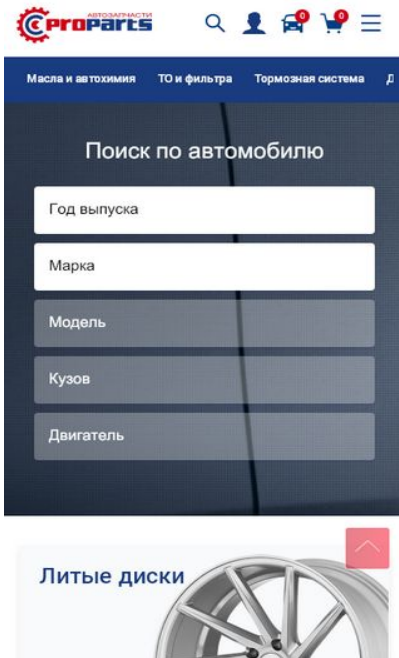 АВТОЗАПЧАСТИ
ProParts
0
0
Масла и автохимия ТО и фильтра Тормозная система Д
Поиск по автомобилю
Год выпуска
Марка
Модель
Кузов
Двигатель
Литые диски